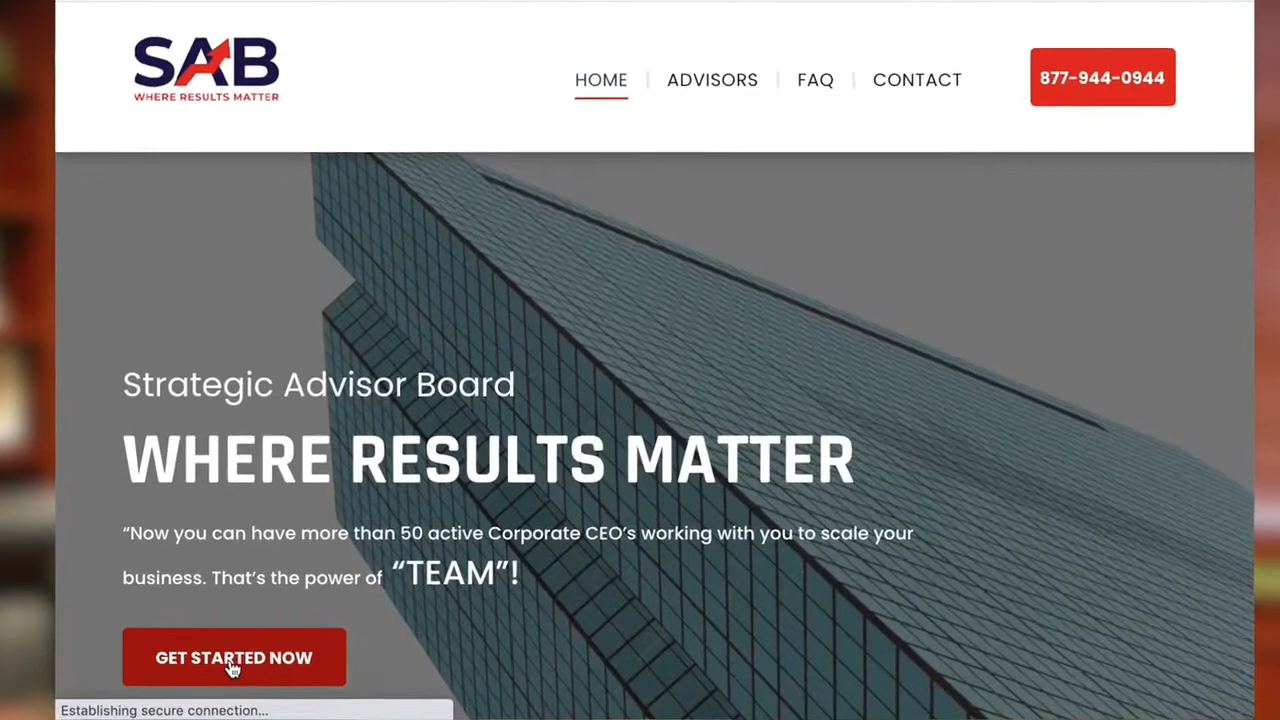 SAB
WHERE RESULTS MATTER
HOME
ADVISORS
FAQ
CONTACT
877-944-0944
Strategic Advisor Board
WHERE RESULTS MATTER
“Now you can have more than 50 active Corporate CEO’s working with you to scale your
business. That’s the power of “TEAM”!
GET STARTED NOW
Establishing secure connection...